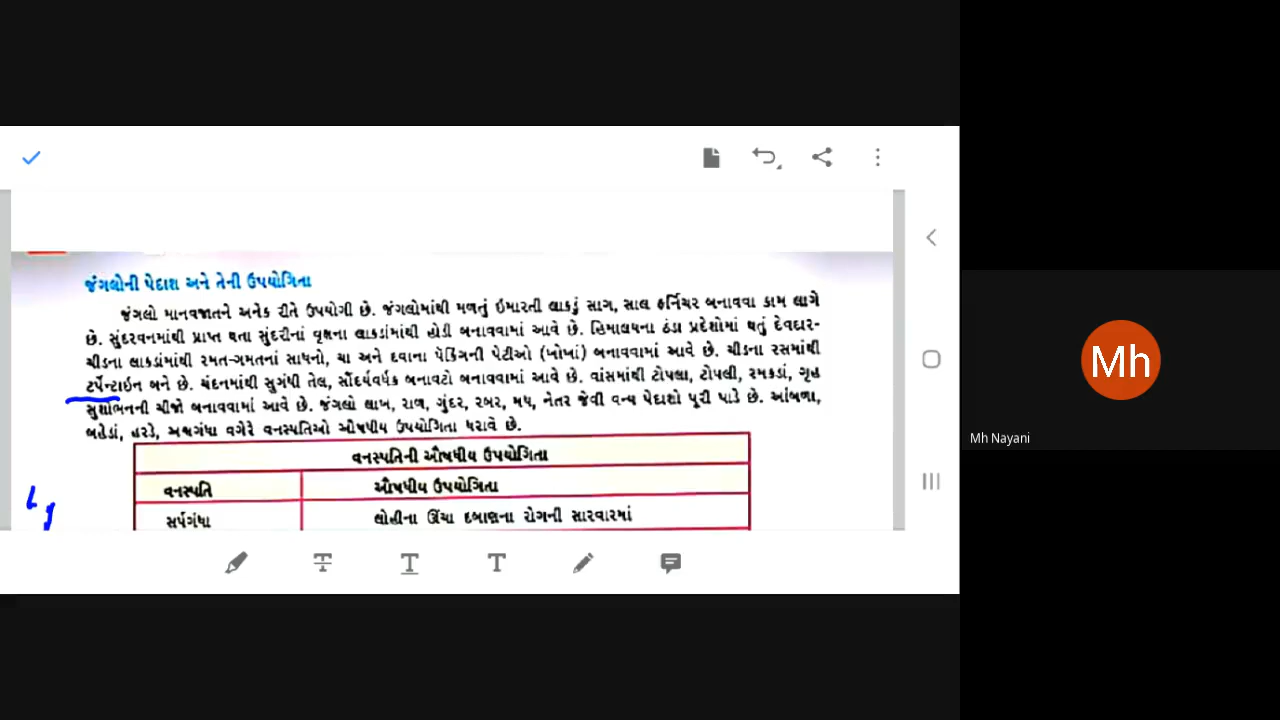 જંગલોની પેદાશ અને તેની ઉપયોગિતા
જંગલો માનવજાતને અનેક રીતે ઉપયોગી છે. જંગલોમાંથી મળતું ઇમારતી લાકડું સાગ, સાલ ફર્નિચર બનાવવા કામ લાગે
છે. સુંદરવનમાંથી પ્રાપ્ત થતા સુંદરીનાં વૃક્ષના લાકડાંમાંથી હોડી બનાવવામાં આવે છે. હિમાલયના ઠંડા પ્રદેશોમાં થતું દેવદાર-
ચીડના લાકડાંમાંથી રમત-ગમતનાં સાધનો, ચા અને દવાના પૅકિંગની પેટીઓ (ખોખાં) બનાવવામાં આવે છે. ચીડના રસમાંથી
ટર્પેન્ટાઇન બને છે. ચંદનમાંથી સુગંધી તેલ, સૌંદર્યવર્ધક બનાવટો બનાવવામાં આવે છે. વાંસમાંથી ટોપલા, ટોપલી, રમકડાં, ગૃહ
સુશોભનની ચીજો બનાવવામાં આવે છે. જંગલો લાખ, રાળ, ગુંદર, રબર, મધ, નેતર જેવી વન્ય પેદાશો પૂરી પાડે છે. આંબળા,
બહેડાં, હરડે, અશ્વગંધા વગેરે વનસ્પતિઓ ઔષધીય ઉપયોગિતા ધરાવે છે.
વનસ્પતિની ઔષધીય ઉપયોગિતા
વનસ્પતિ ઔષધીય ઉપયોગિતા
સર્પગંધા લોહીના ઊંચા દબાણના રોગની સારવારમાં
Mh
Mh Nayani